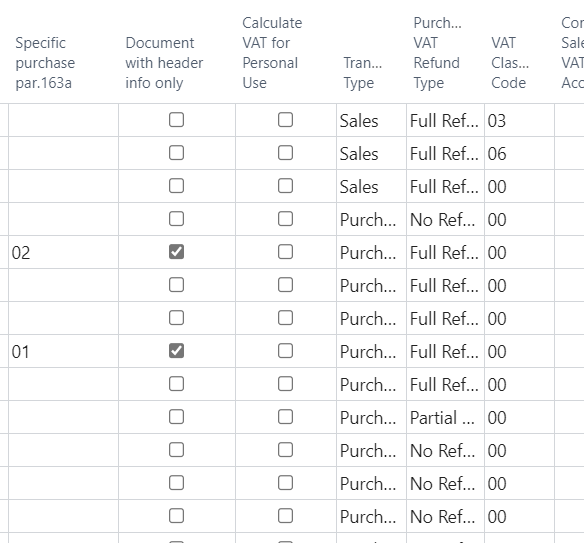 Specific purchase par.163a
Document with header info only
Calculate VAT for Personal Use
Tran... Type
Purch... VAT Refund Type
VAT Clas... Code
Sales Full Ref... 03
Sales Full Ref... 06
Sales Full Ref... 00
Purch... No Ref... 00
02 Purch... Full Ref... 00
Purch... Full Ref... 00
Purch... Full Ref... 00
01 Purch... Full Ref... 00
Purch... Full Ref... 00
Purch... Partial ... 00
Purch... No Ref... 00
Purch... No Ref... 00
Purch... No Ref... 00